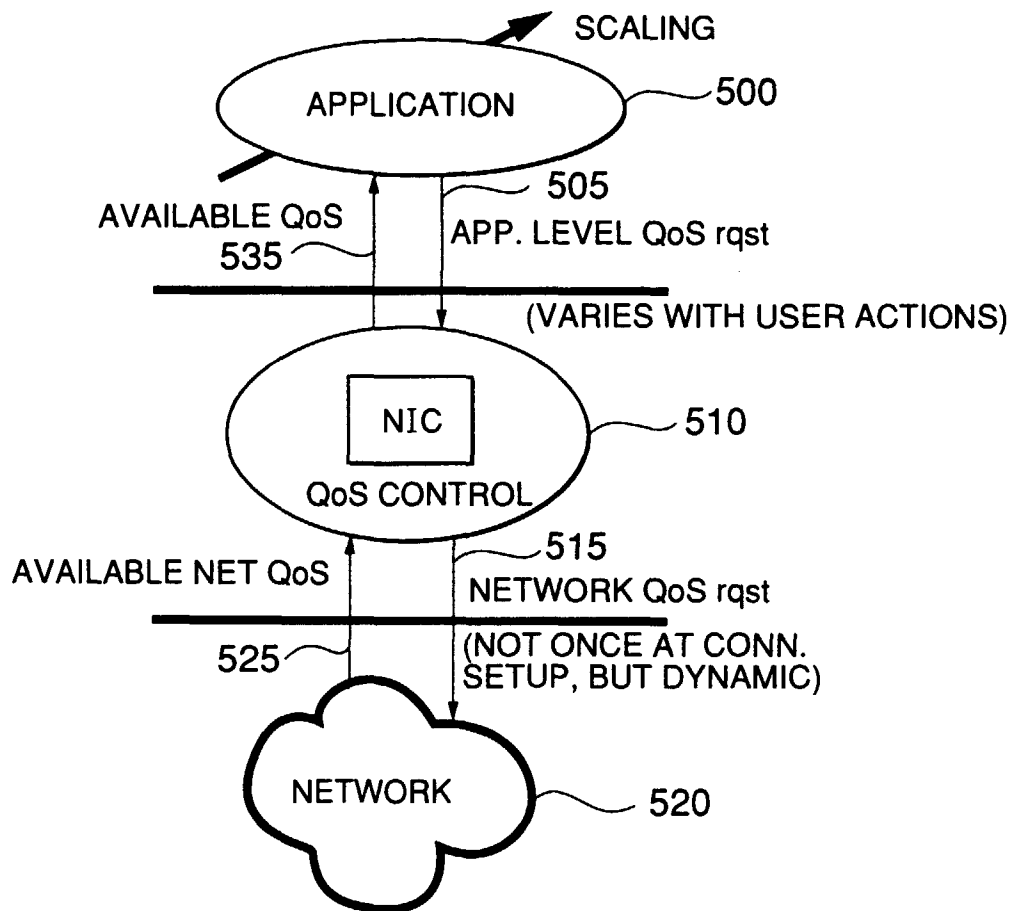 SCALING
APPLICATION
500
505
AVAILABLE QoS
535
APP. LEVEL QoS rqst
(VARIES WITH USER ACTIONS)
NIC
510
QoS CONTROL
515
AVAILABLE NET QoS
NETWORK QoS rqst
525
(NOT ONCE AT CONN.
SETUP, BUT DYNAMIC)
NETWORK
520